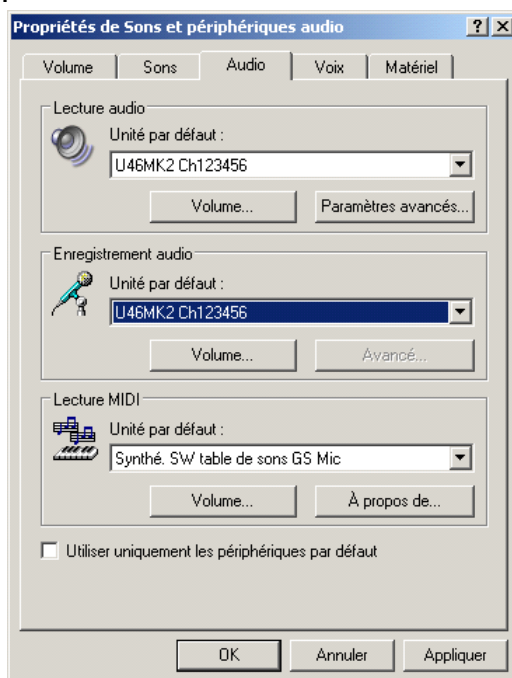 Propriétés de Sons et périphériques audio
Volume Sons Audio Voix Matériel
Lecture audio
Unité par défaut :
U46MK2 Ch123456
Volume... Paramètres avancés...
Enregistrement audio
Unité par défaut :
U46MK2 Ch123456
Volume... Avancé...
Lecture MIDI
Unité par défaut :
Synthé. SW table de sons GS Mic
Volume... À propos de...
Utiliser uniquement les périphériques par défaut
OK Annuler Appliquer